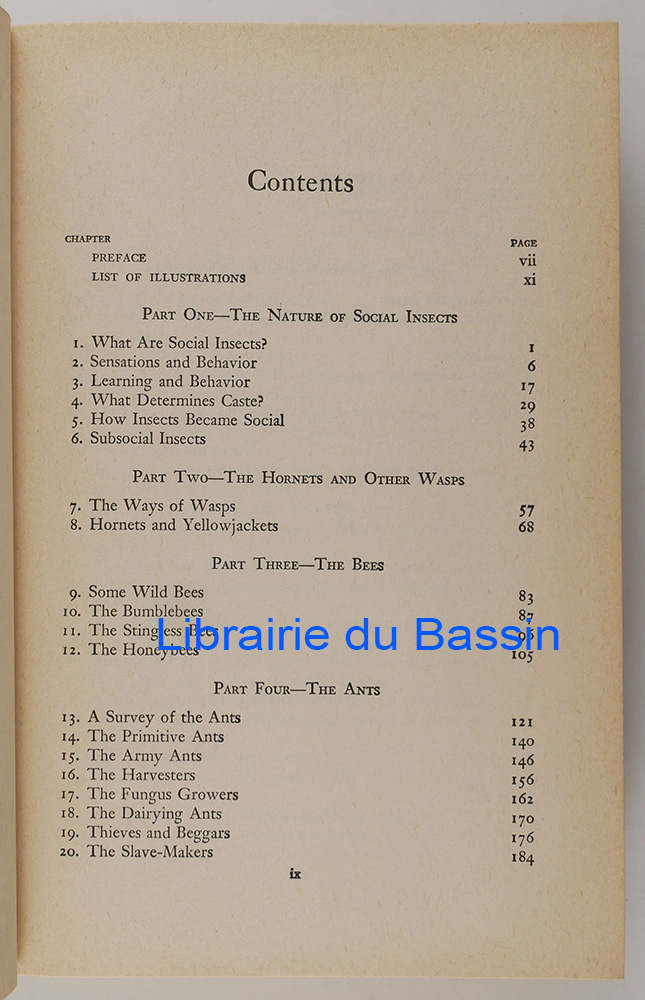 Contents
CHAPTER PAGE
PREFACE vii
LIST OF ILLUSTRATIONS xi
PART ONE—THE NATURE OF SOCIAL INSECTS
1. What Are Social Insects? 1
2. Sensations and Behavior 6
3. Learning and Behavior 17
4. What Determines Caste? 29
5. How Insects Became Social 38
6. Subsocial Insects 43
PART TWO—THE HORNETS AND OTHER WASPS
7. The Ways of Wasps 57
8. Hornets and Yellowjackets 68
PART THREE—THE BEES
9. Some Wild Bees 83
10. The Bumblebees 87
11. The Stingless Bees
Librairie du Bassin
12. The Honeybees 105
PART FOUR—THE ANTS
13. A Survey of the Ants 121
14. The Primitive Ants 140
15. The Army Ants 146
16. The Harvesters 156
17. The Fungus Growers 162
18. The Dairying Ants 170
19. Thieves and Beggars 176
20. The Slave-Makers 184
ix